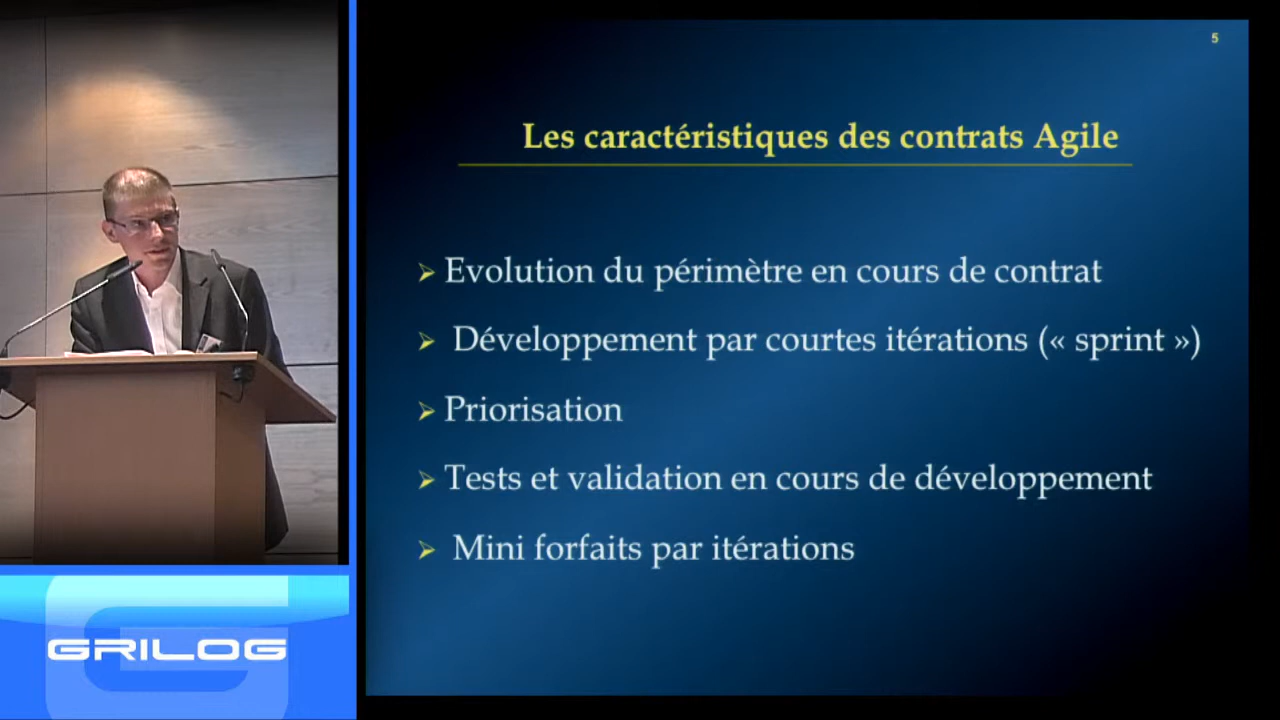 5
Les caractéristiques des contrats Agile
Evolution du périmètre en cours de contrat
Développement par courtes itérations (« sprint »)
Priorisation
Tests et validation en cours de développement
Mini forfaits par itérations
GRILOG